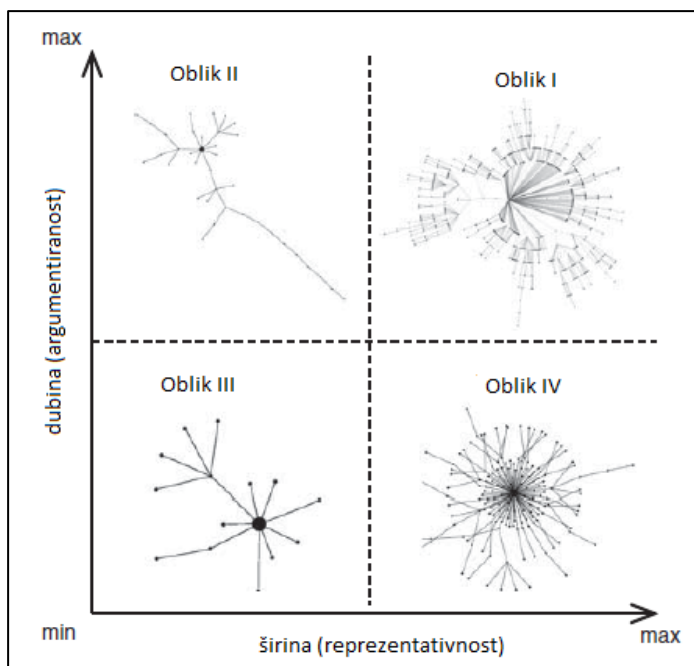 max
Oblik II
Oblik I
dubina (argumentiranost)
Oblik III
Oblik IV
min
širina (reprezentativnost)
max